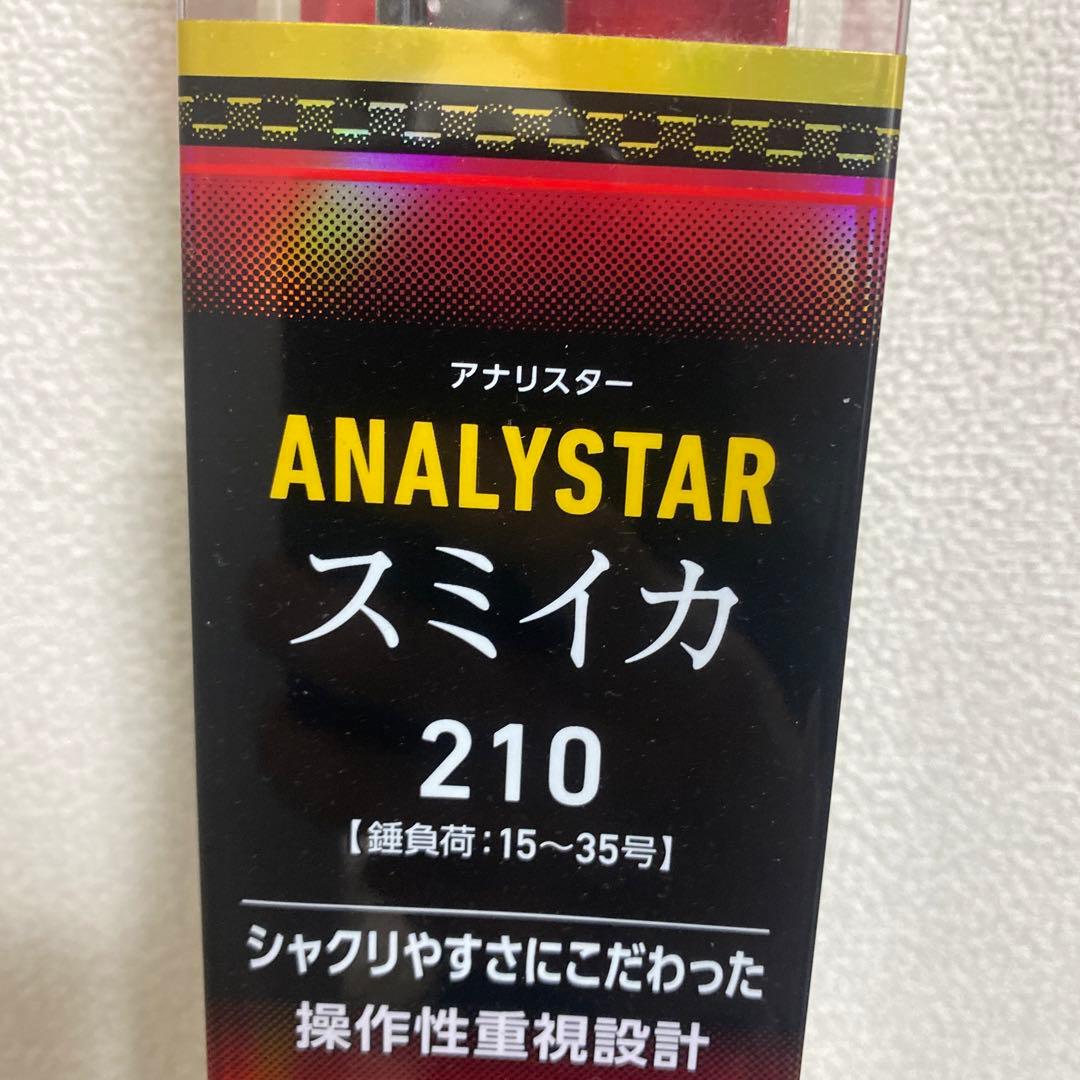 アナリスター
ANALYSTAR
スミイカ
210
【錘負荷：15～35号】
シャクリやすさにこだわった
操作性重視設計